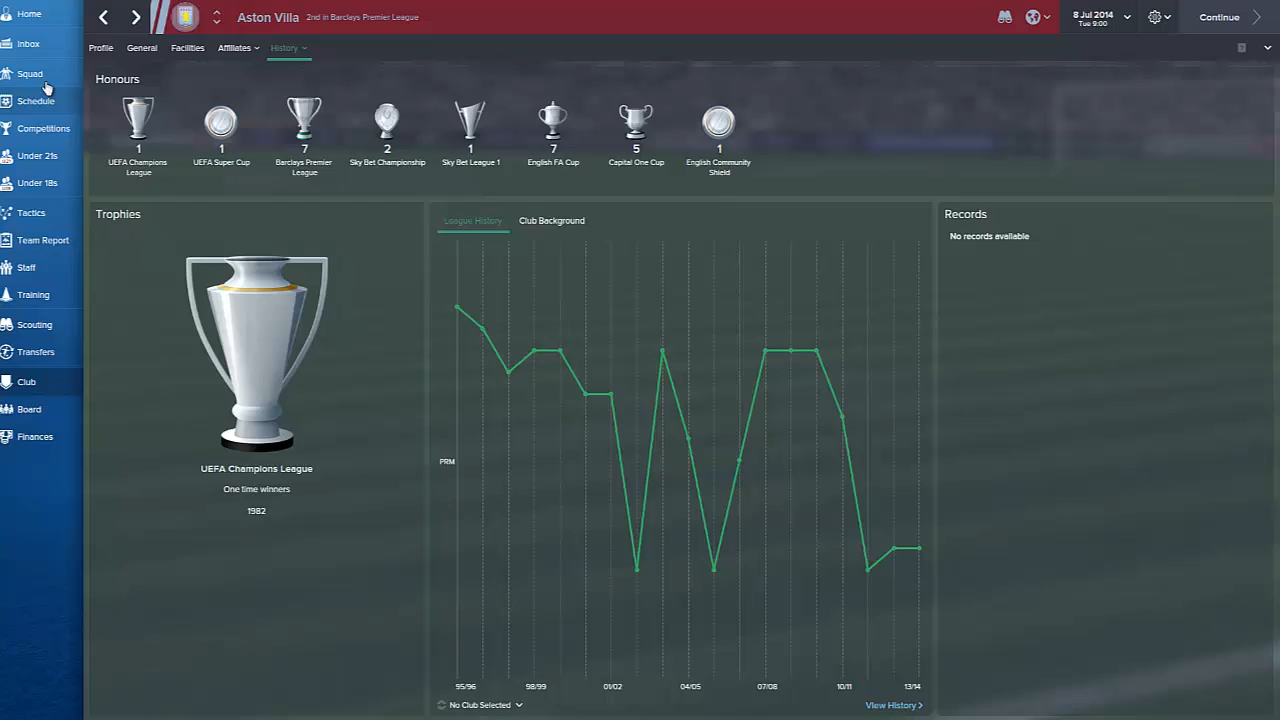 Home
Inbox
Squad
Schedule
Competitions
Under 21s
Under 18s
Tactics
Team Report
Staff
Training
Scouting
Transfers
Club
Board
Finances
Aston Villa 2nd in Barclays Premier League
8 Jul 2014
Tue 9:00
Continue
Profile General Facilities Affiliates History
?
Honours
1 1 7 2 1 7 5 1
UEFA Champions League
UEFA Super Cup
Barclays Premier League
Sky Bet Championship
Sky Bet League 1
English FA Cup
Capital One Cup
English Community Shield
Trophies
UEFA Champions League
One time winners
1982
League History Club Background
PRM
95/96 98/99 01/02 04/05 07/08 10/11 13/14
No Club Selected
View History >
Records
No records available